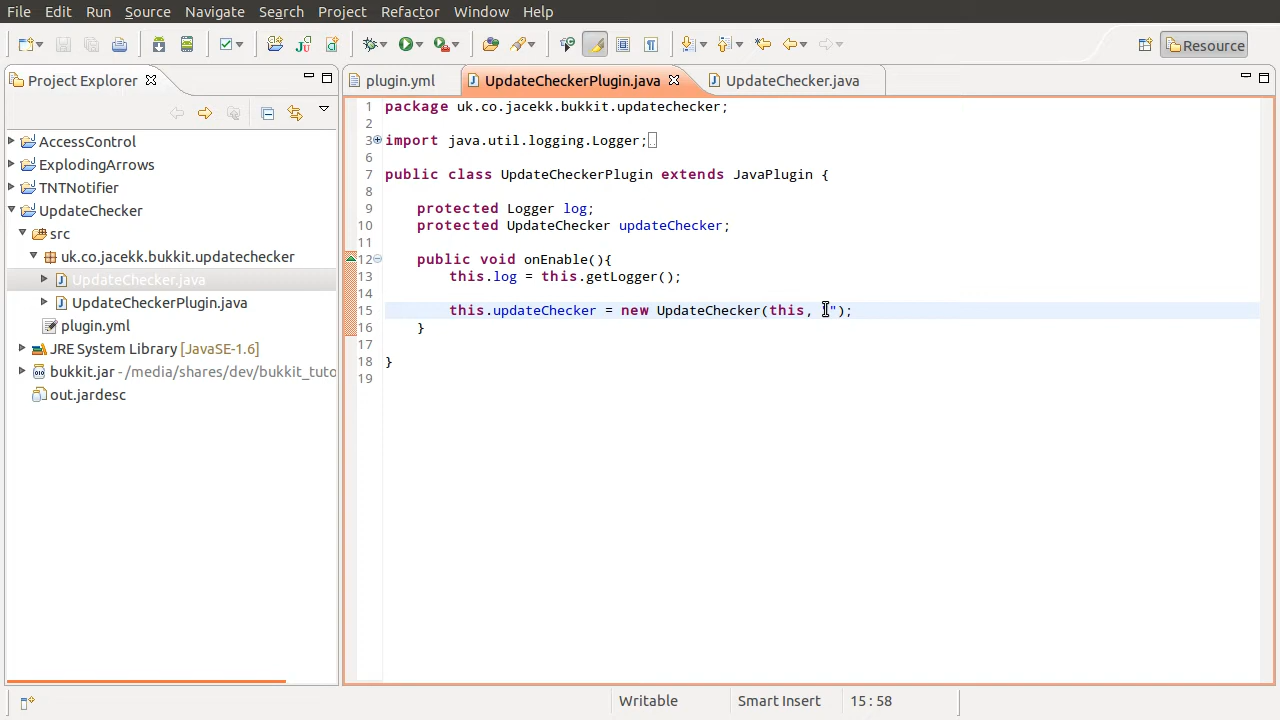 File Edit Run Source Navigate Search Project Refactor Window Help
Resource
Project Explorer
plugin.yml UpdateCheckerPlugin.java UpdateChecker.java
AccessControl
ExplodingArrows
TNTNotifier
UpdateChecker
src
uk.co.jacekk.bukkit.updatechecker
UpdateChecker.java
UpdateCheckerPlugin.java
plugin.yml
JRE System Library [JavaSE-1.6]
bukkit.jar - /media/shares/dev/bukkit_tuto
out.jardesc
1 package uk.co.jacekk.bukkit.updatechecker;
2
3 import java.util.logging.Logger;
6
7 public class UpdateCheckerPlugin extends JavaPlugin {
8
9 protected Logger log;
10 protected UpdateChecker updateChecker;
11
12 public void onEnable(){
13 this.log = this.getLogger();
14
15 this.updateChecker = new UpdateChecker(this, "");
16 }
17
18 }
19
Writable Smart Insert 15 : 58